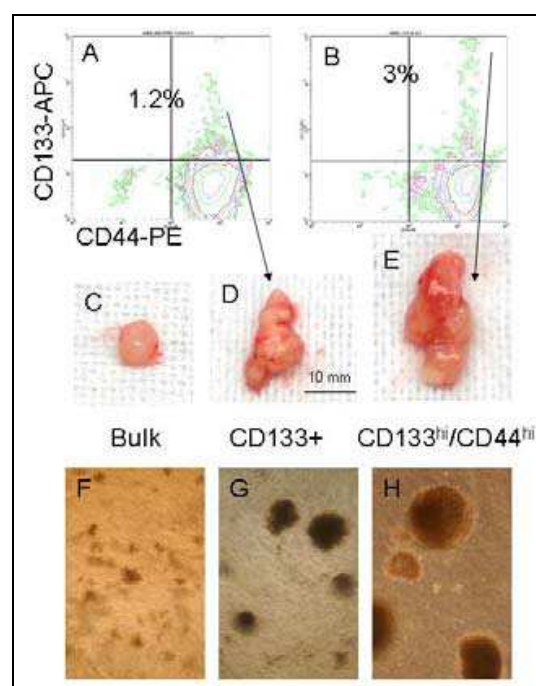 A
B
1.2%
3%
CD133-APC
CD44-PE
C
D
E
10 mm
Bulk
CD133+
CD133hi/CD44hi
F
G
H